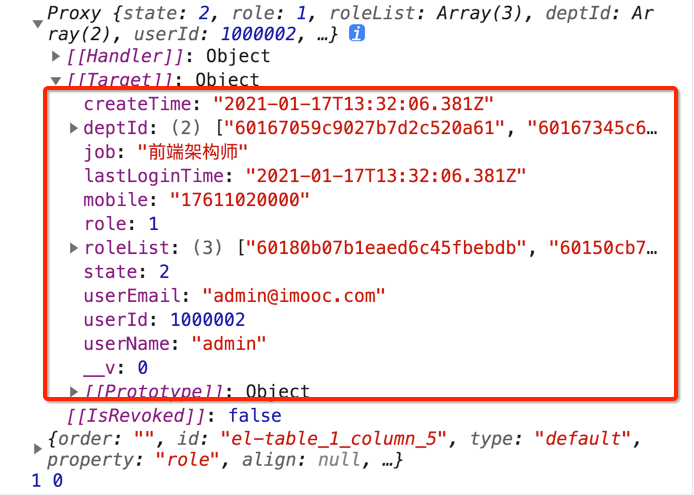 Proxy {state: 2, role: 1, roleList: Array(3), deptId: Ar
ray(2), userId: 1000002, …} i
[[Handler]]: Object
[[Target]]: Object
createTime: "2021-01-17T13:32:06.381Z"
deptId: (2) ["60167059c9027b7d2c520a61", "60167345c6…
job: "前端架构师"
lastLoginTime: "2021-01-17T13:32:06.381Z"
mobile: "17611020000"
role: 1
roleList: (3) ["60180b07b1eaed6c45fbebdb", "60150cb7…
state: 2
userEmail: "admin@imooc.com"
userId: 1000002
userName: "admin"
__v: 0
[[Prototype]]: Object
[[IsRevoked]]: false
{order: "", id: "el-table_1_column_5", type: "default",
property: "role", align: null, …}
1 0